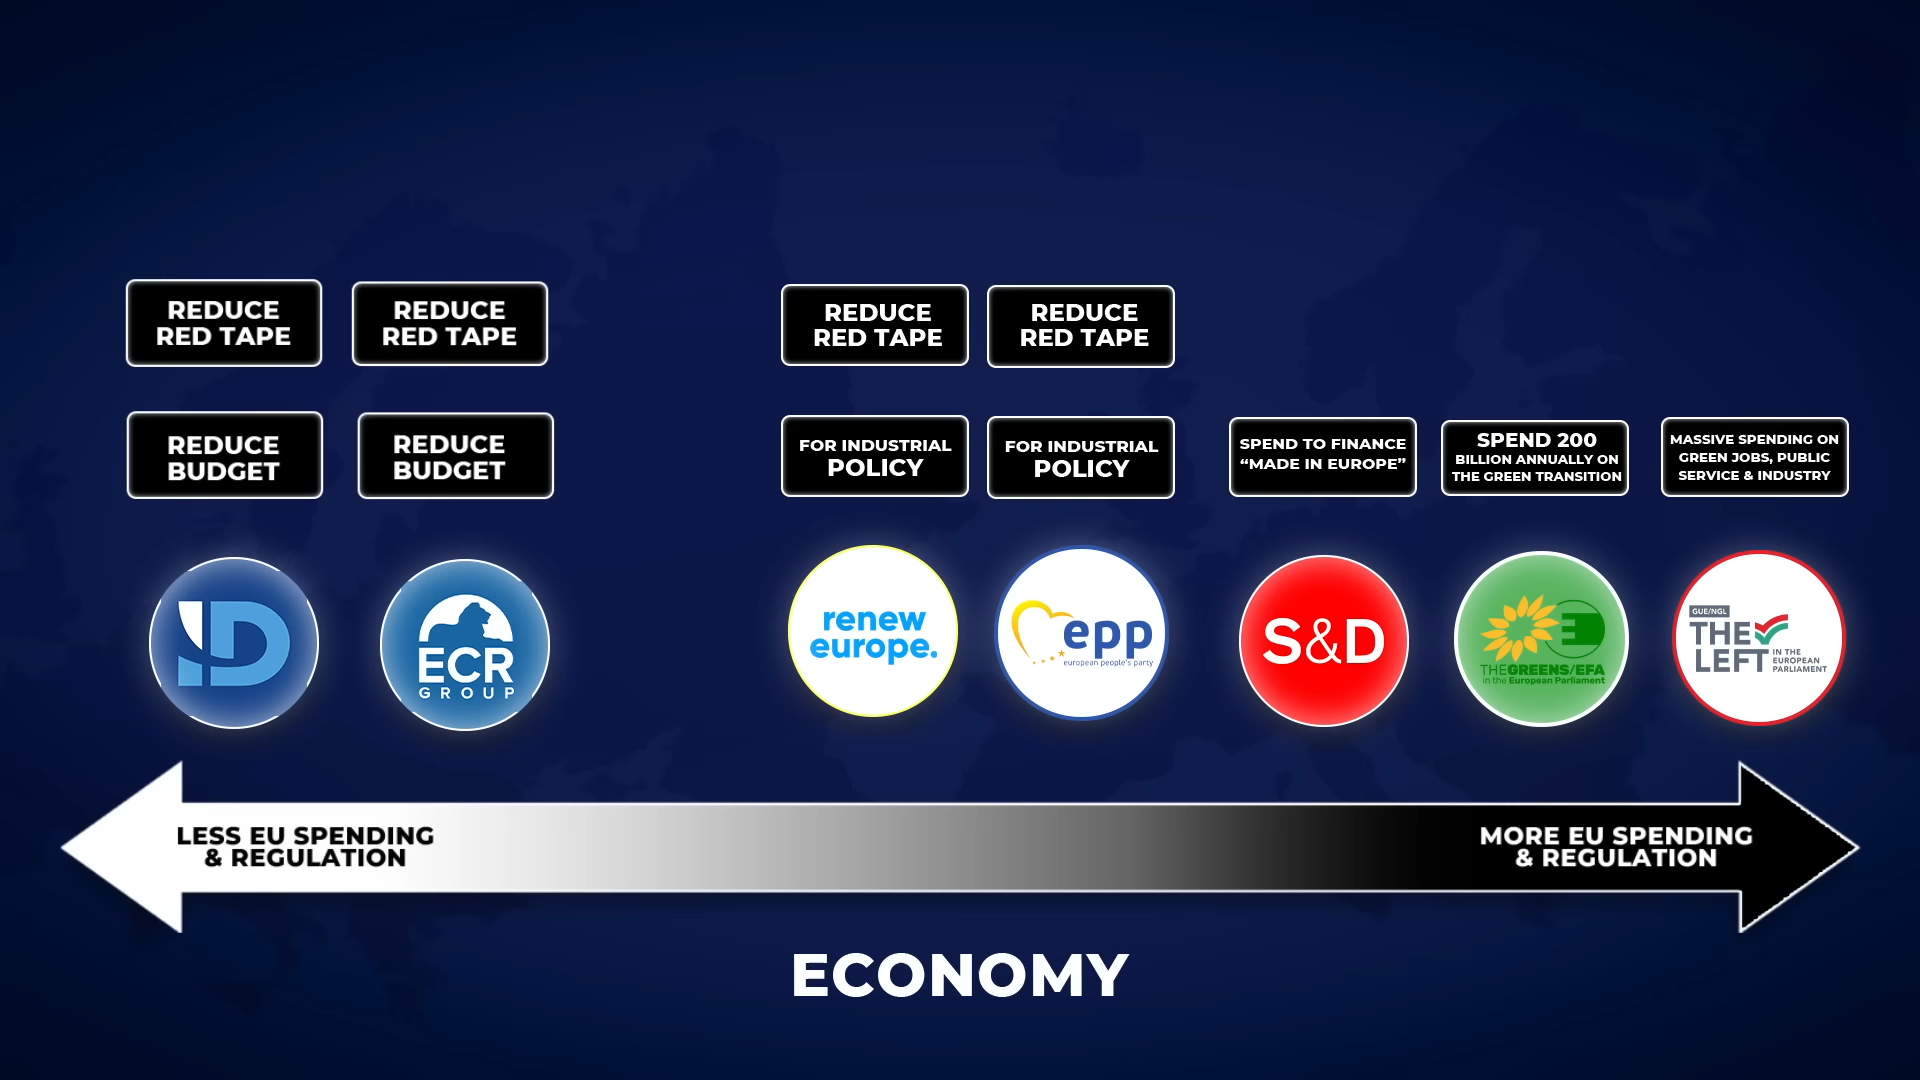 REDUCE
RED TAPE
REDUCE
RED TAPE
REDUCE
RED TAPE
REDUCE
RED TAPE
REDUCE
BUDGET
REDUCE
BUDGET
FOR INDUSTRIAL
POLICY
FOR INDUSTRIAL
POLICY
SPEND TO FINANCE
“MADE IN EUROPE”
SPEND 200
BILLION ANNUALLY ON
THE GREEN TRANSITION
MASSIVE SPENDING ON
GREEN JOBS, PUBLIC
SERVICE & INDUSTRY
ID
ECR
GROUP
renew
europe.
epp
european people's party
S&D
THE GREENS/EFA
in the European Parliament
GUE/NGL
THE
LEFT
IN THE
EUROPEAN
PARLIAMENT
LESS EU SPENDING
& REGULATION
MORE EU SPENDING
& REGULATION
ECONOMY